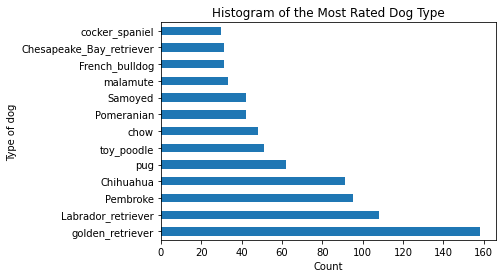 Histogram of the Most Rated Dog Type
Type of dog
cocker_spaniel
Chesapeake_Bay_retriever
French_bulldog
malamute
Samoyed
Pomeranian
chow
toy_poodle
pug
Chihuahua
Pembroke
Labrador_retriever
golden_retriever
0 20 40 60 80 100 120 140 160
Count